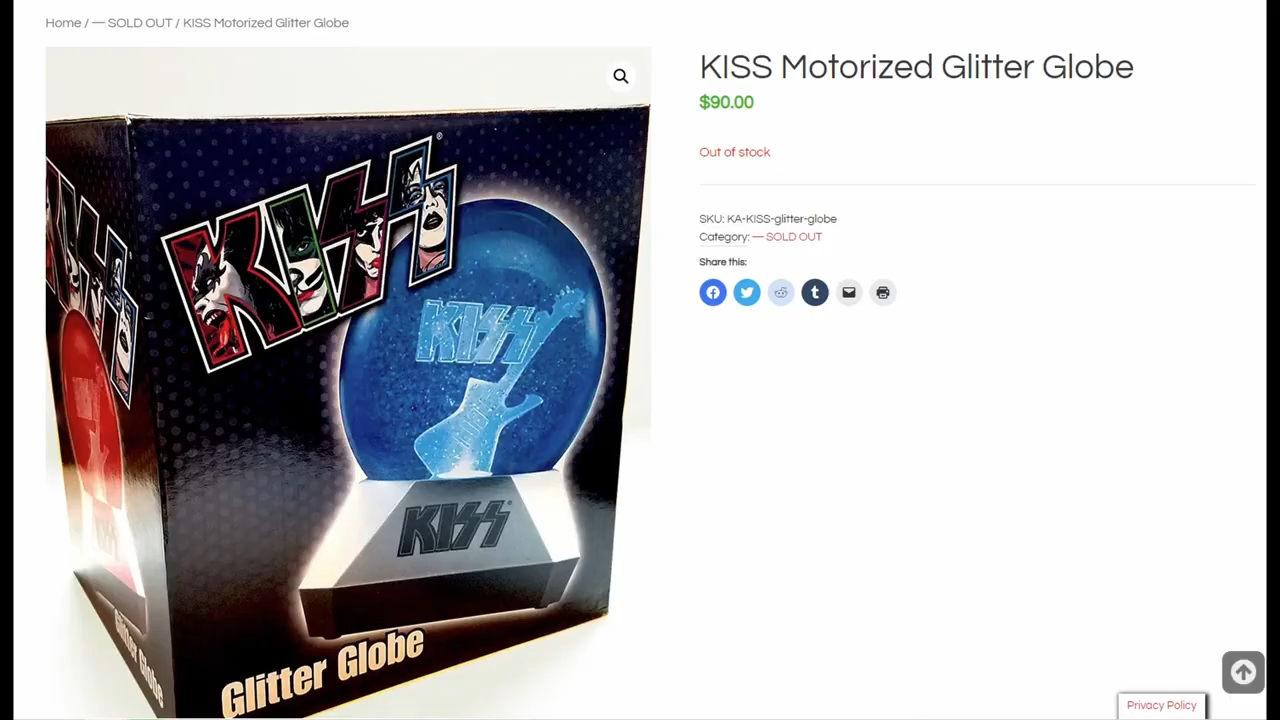 Home / — SOLD OUT / KISS Motorized Glitter Globe
KISS Motorized Glitter Globe
$90.00
Out of stock
SKU: KA-KISS-glitter-globe
Category: — SOLD OUT
Share this:
KISS®
KISS
KISS®
Glitter Globe
Glitter Globe
Privacy Policy